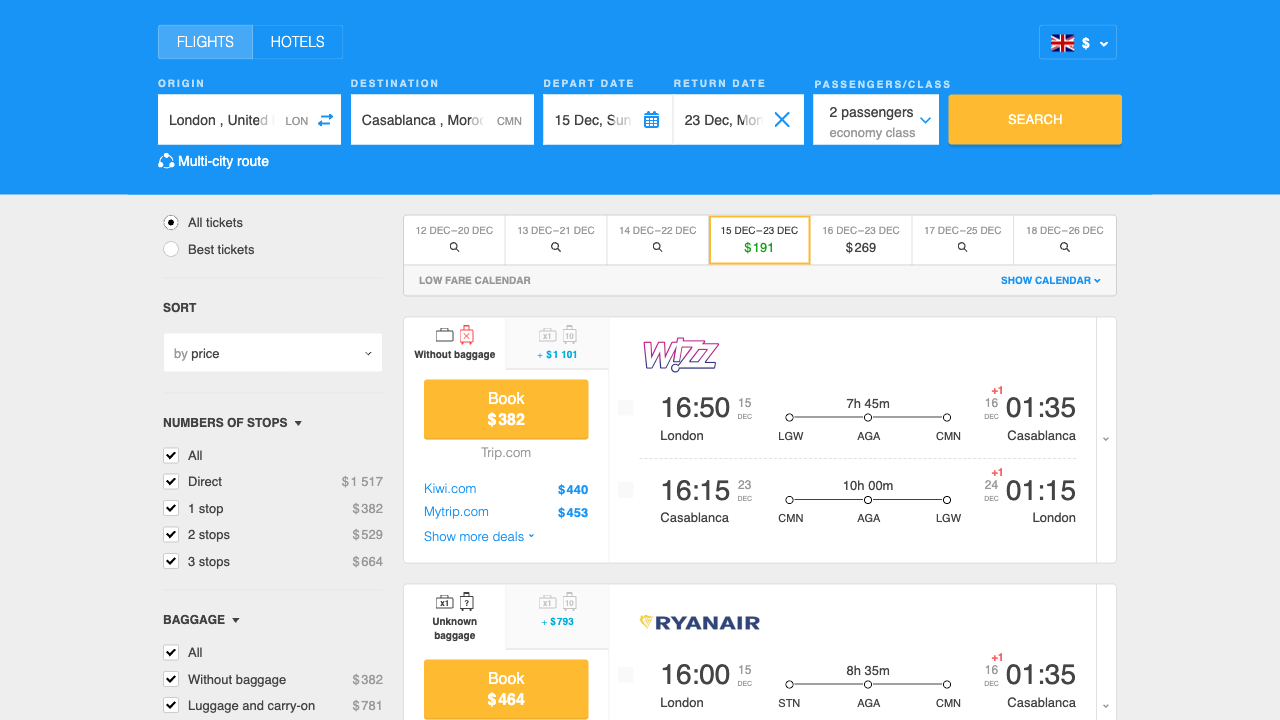 FLIGHTS
HOTELS
$
ORIGIN
DESTINATION
DEPART DATE
RETURN DATE
PASSENGERS/CLASS
London , United
LON
Casablanca , Moroc
CMN
15 Dec, Sun
23 Dec, Mon
2 passengers
economy class
SEARCH
Multi-city route
All tickets
Best tickets
SORT
by price
NUMBERS OF STOPS
All
Direct $ 1 517
1 stop $ 382
2 stops $ 529
3 stops $ 664
BAGGAGE
All
Without baggage $ 382
Luggage and carry-on $ 781
12 DEC–20 DEC
13 DEC–21 DEC
14 DEC–22 DEC
15 DEC–23 DEC
$ 191
16 DEC–23 DEC
$ 269
17 DEC–25 DEC
18 DEC–26 DEC
LOW FARE CALENDAR
SHOW CALENDAR
Without baggage
x1 10
+ $ 1 101
Book
$ 382
Trip.com
Kiwi.com $ 440
Mytrip.com $ 453
Show more deals
WIZZ
16:50 15 DEC
London
7h 45m
LGW AGA CMN
+1
16 DEC 01:35
Casablanca
16:15 23 DEC
Casablanca
10h 00m
CMN AGA LGW
+1
24 DEC 01:15
London
x1 ?
Unknown
baggage
x1 10
+ $ 793
Book
$ 464
RYANAIR
16:00 15 DEC
London
8h 35m
STN AGA CMN
+1
16 DEC 01:35
Casablanca